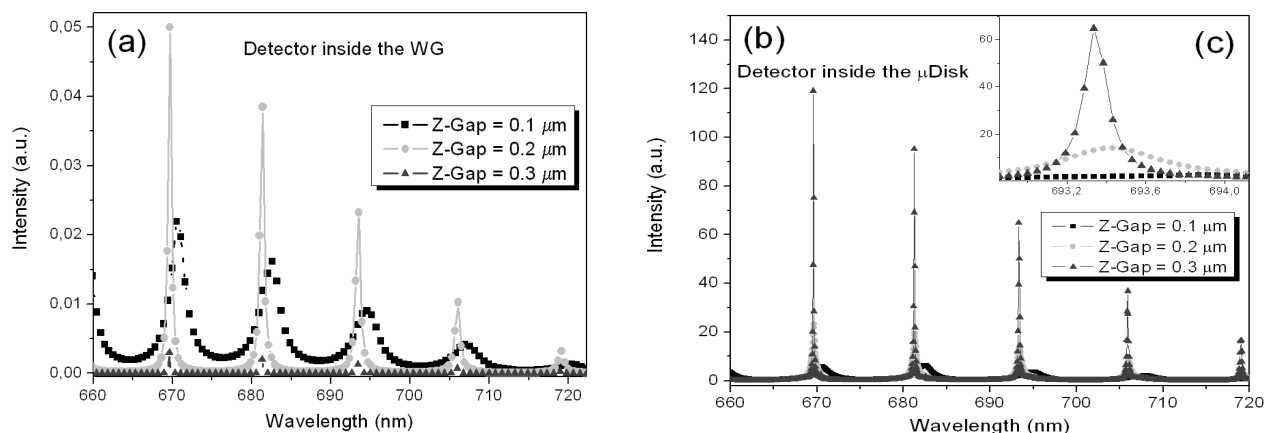 (a)
Detector inside the WG
Z-Gap = 0.1 μm
Z-Gap = 0.2 μm
Z-Gap = 0.3 μm
Intensity (a.u.)
0,05
0,04
0,03
0,02
0,01
0,00
660 670 680 690 700 710 720
Wavelength (nm)
(b)
Detector inside the μDisk
Intensity (a.u.)
140
120
100
80
60
40
20
0
660 670 680 690 700 710 720
Wavelength (nm)
(c)
60
40
20
693,2 693,6 694,0
Z-Gap = 0.1 μm
Z-Gap = 0.2 μm
Z-Gap = 0.3 μm